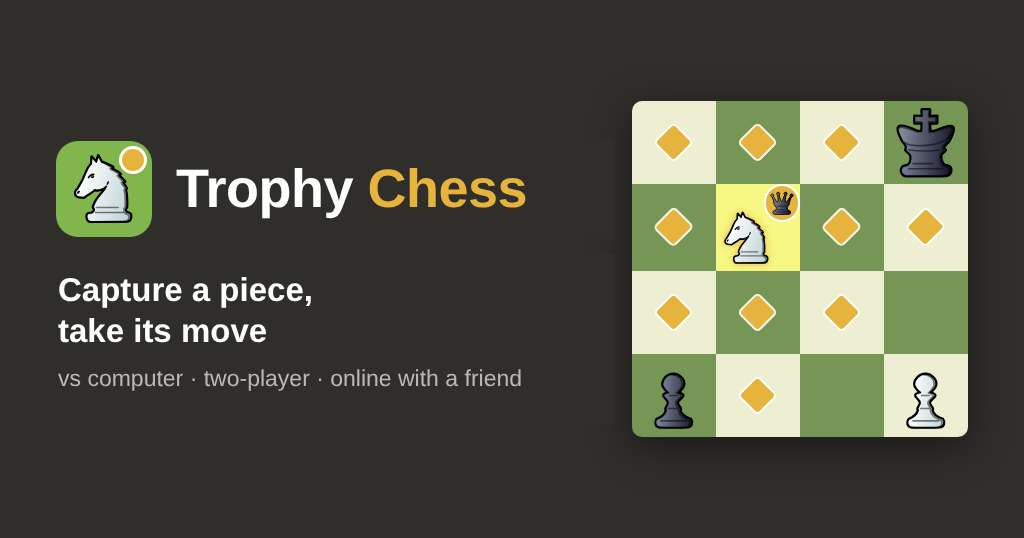 Trophy Chess
Capture a piece,
take its move
vs computer · two-player · online with a friend